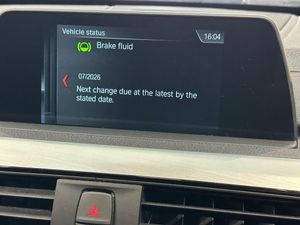 Vehicle status
16:04
Brake fluid
07/2026
Next change due at the latest by the
stated date.